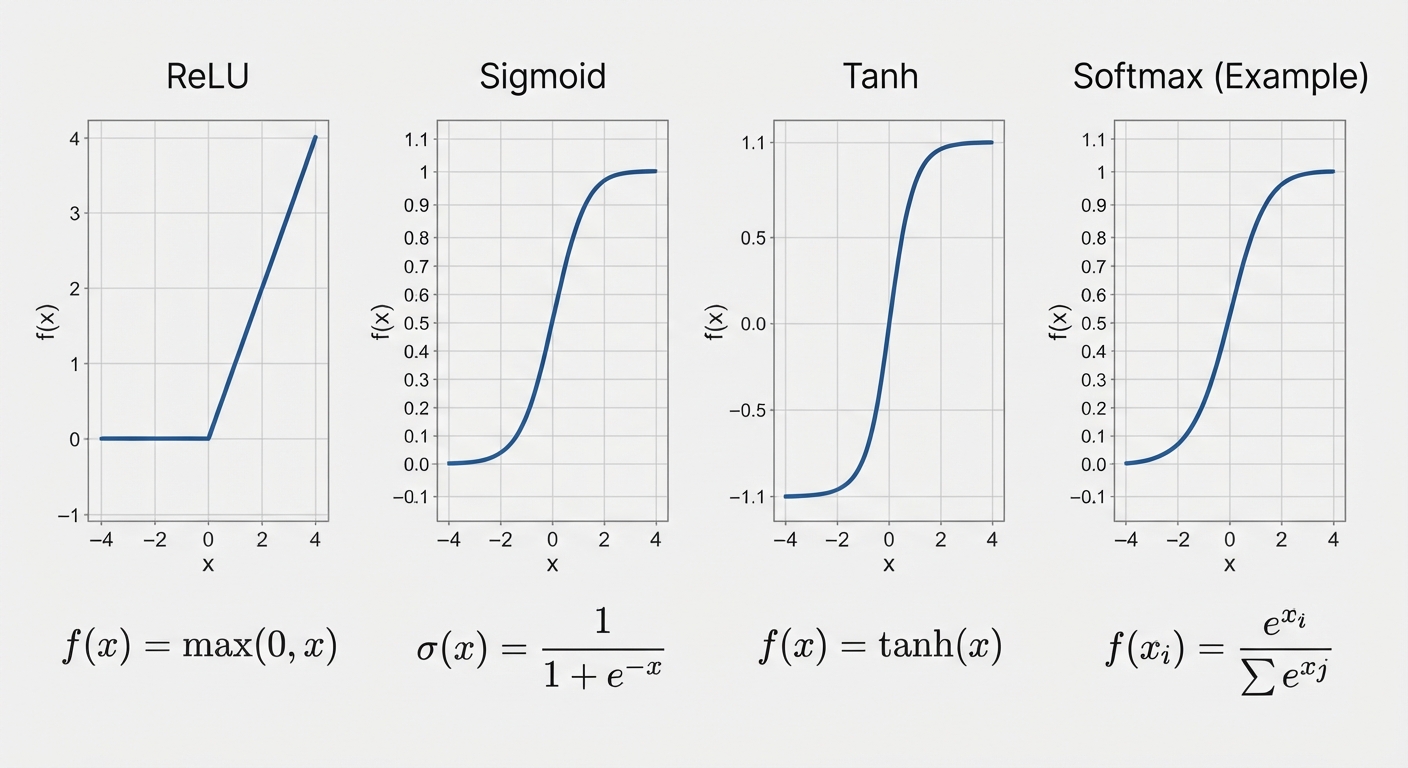 ReLU
4
3
2
1
0
−1
f(x)
−4 −2 0 2 4
x
f(x) = max(0, x)
Sigmoid
1.1
1
0.9
0.8
0.7
0.6
0.5
0.4
0.3
0.2
0.1
0.0
−0.1
f(x)
−4 −2 0 2 4
x
σ(x) = 1 / 1 + e^{−x}
Tanh
1.1
0.5
0.0
−0.5
−1.1
f(x)
−4 −2 0 2 4
x
f(x) = tanh(x)
Softmax (Example)
1.1
1
0.9
0.8
0.7
0.6
0.5
0.4
0.3
0.2
0.1
0.0
−0.1
f(x)
−4 −2 0 2 4
x
f(x_i) = e^{x_i} / ∑ e^{x_j}